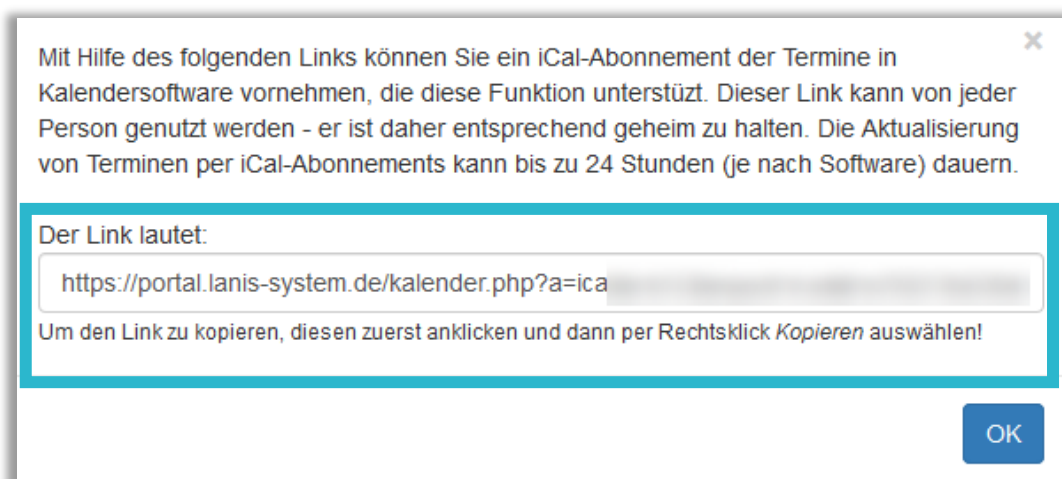 Mit Hilfe des folgenden Links können Sie ein iCal-Abonnement der Termine in
Kalendersoftware vornehmen, die diese Funktion unterstüzt. Dieser Link kann von jeder
Person genutzt werden - er ist daher entsprechend geheim zu halten. Die Aktualisierung
von Terminen per iCal-Abonnements kann bis zu 24 Stunden (je nach Software) dauern.
Der Link lautet:
https://portal.lanis-system.de/kalender.php?a=ica
Um den Link zu kopieren, diesen zuerst anklicken und dann per Rechtsklick Kopieren auswählen!
OK